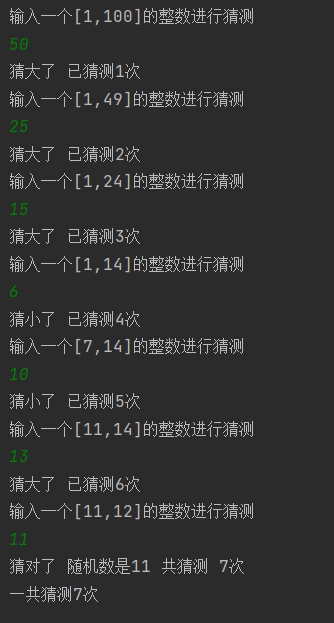 输入一个[1,100]的整数进行猜测
50
猜大了 已猜测1次
输入一个[1,49]的整数进行猜测
25
猜大了 已猜测2次
输入一个[1,24]的整数进行猜测
15
猜大了 已猜测3次
输入一个[1,14]的整数进行猜测
6
猜小了 已猜测4次
输入一个[7,14]的整数进行猜测
10
猜小了 已猜测5次
输入一个[11,14]的整数进行猜测
13
猜大了 已猜测6次
输入一个[11,12]的整数进行猜测
11
猜对了 随机数是11 共猜测 7次
一共猜测7次